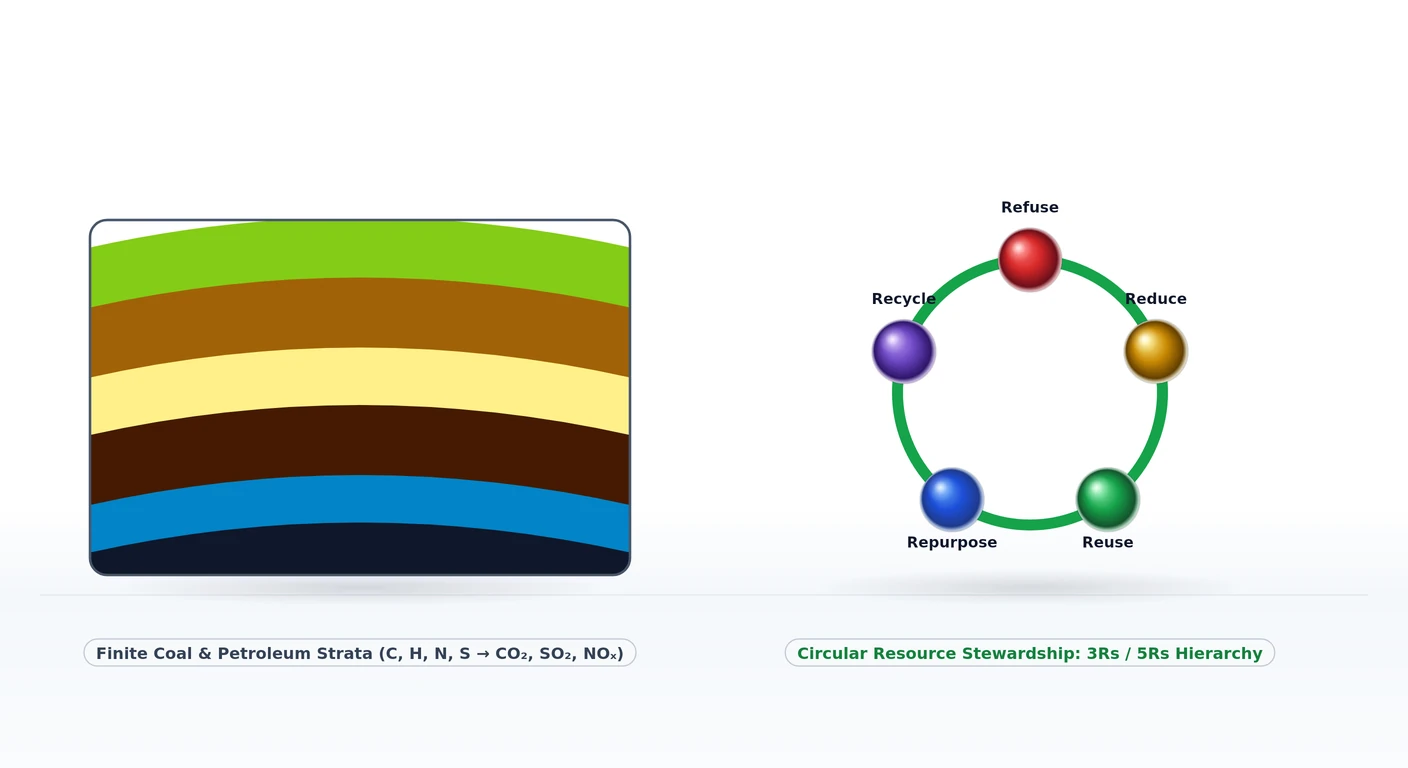 Refuse
Recycle
Reduce
Repurpose
Reuse
Finite Coal & Petroleum Strata (C, H, N, S → CO₂, SO₂, NOₓ)
Circular Resource Stewardship: 3Rs / 5Rs Hierarchy